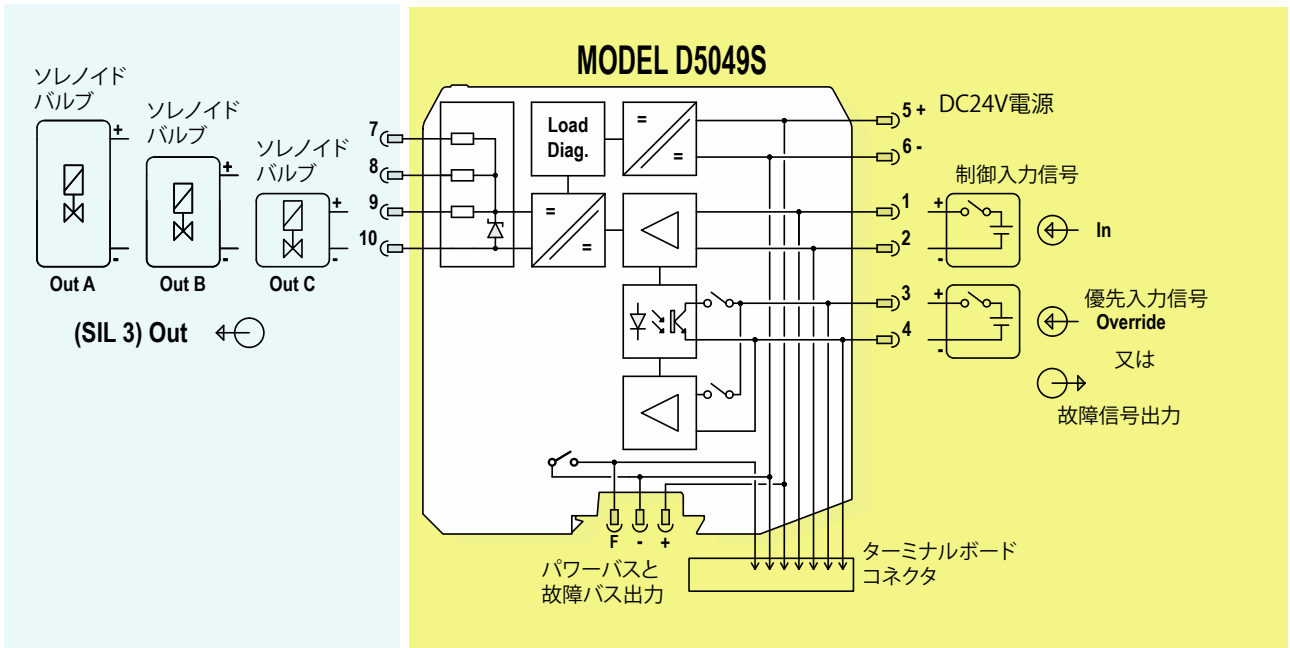 MODEL D5049S
ソレノイド
バルブ
+
-
Out A
ソレノイド
バルブ
+
-
Out B
ソレノイド
バルブ
+
-
Out C
(SIL 3) Out
7
8
9
10
Load
Diag.
=
=
=
=
5 +
DC24V電源
6 -
制御入力信号
1
+
2
-
In
3
+
4
-
優先入力信号
Override
又は
故障信号出力
F
-
+
パワーバスと
故障バス出力
ターミナルボード
コネクタ